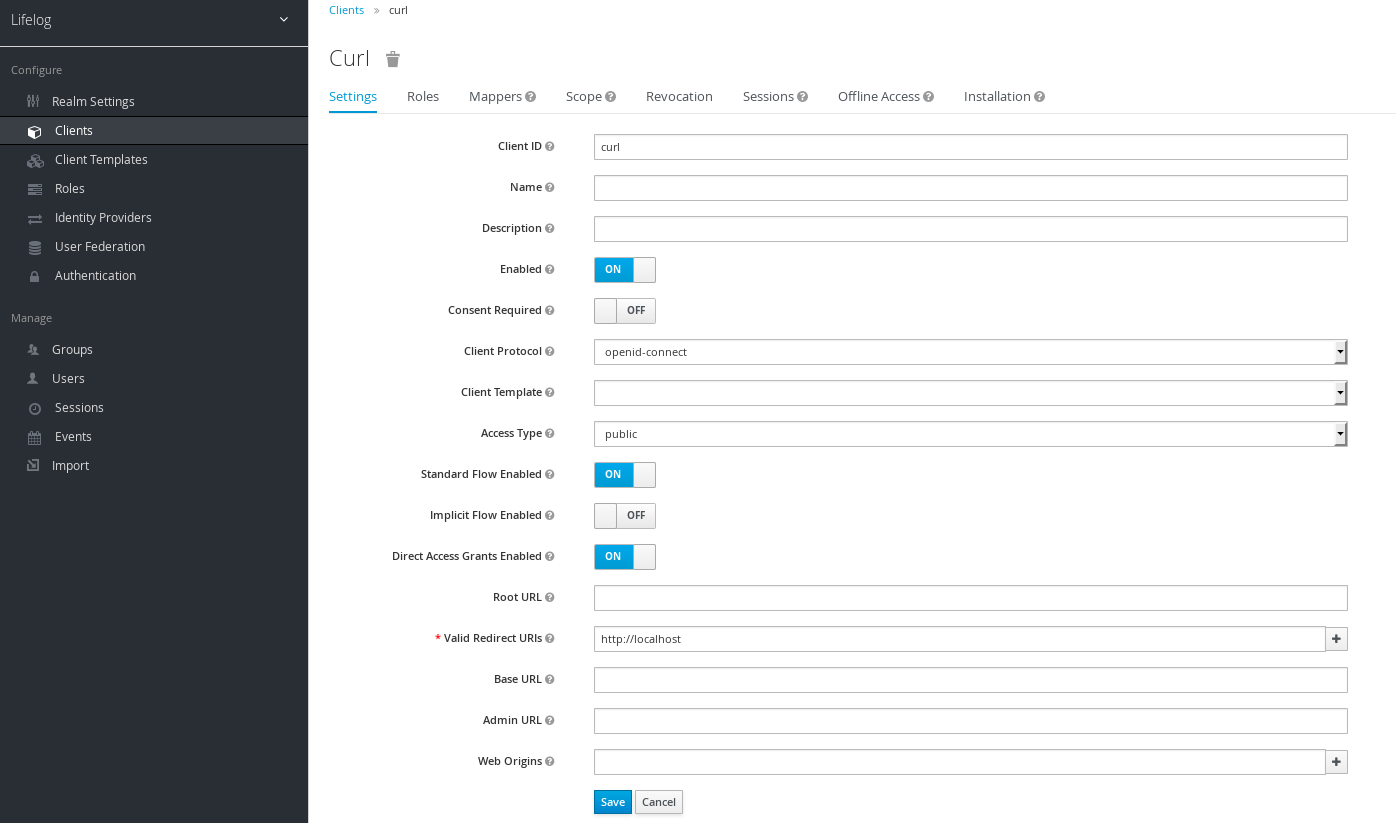 Lifelog
Configure
Realm Settings
Clients
Client Templates
Roles
Identity Providers
User Federation
Authentication
Manage
Groups
Users
Sessions
Events
Import
Clients » curl
Curl
Settings Roles Mappers Scope Revocation Sessions Offline Access Installation
Client ID curl
Name
Description
Enabled ON
Consent Required OFF
Client Protocol openid-connect
Client Template
Access Type public
Standard Flow Enabled ON
Implicit Flow Enabled OFF
Direct Access Grants Enabled ON
Root URL
* Valid Redirect URIs http://localhost
Base URL
Admin URL
Web Origins
Save Cancel